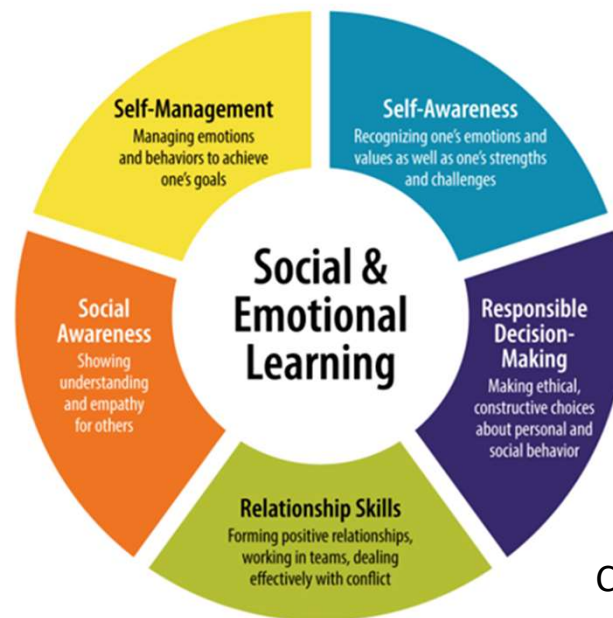 Self-Management
Managing emotions
and behaviors to achieve
one's goals
Self-Awareness
Recognizing one's emotions and
values as well as one's strengths
and challenges
Social &
Emotional
Learning
Social
Awareness
Showing
understanding
and empathy
for others
Responsible
Decision-
Making
Making ethical,
constructive choices
about personal and
social behavior
Relationship Skills
Forming positive relationships,
working in teams, dealing
effectively with conflict